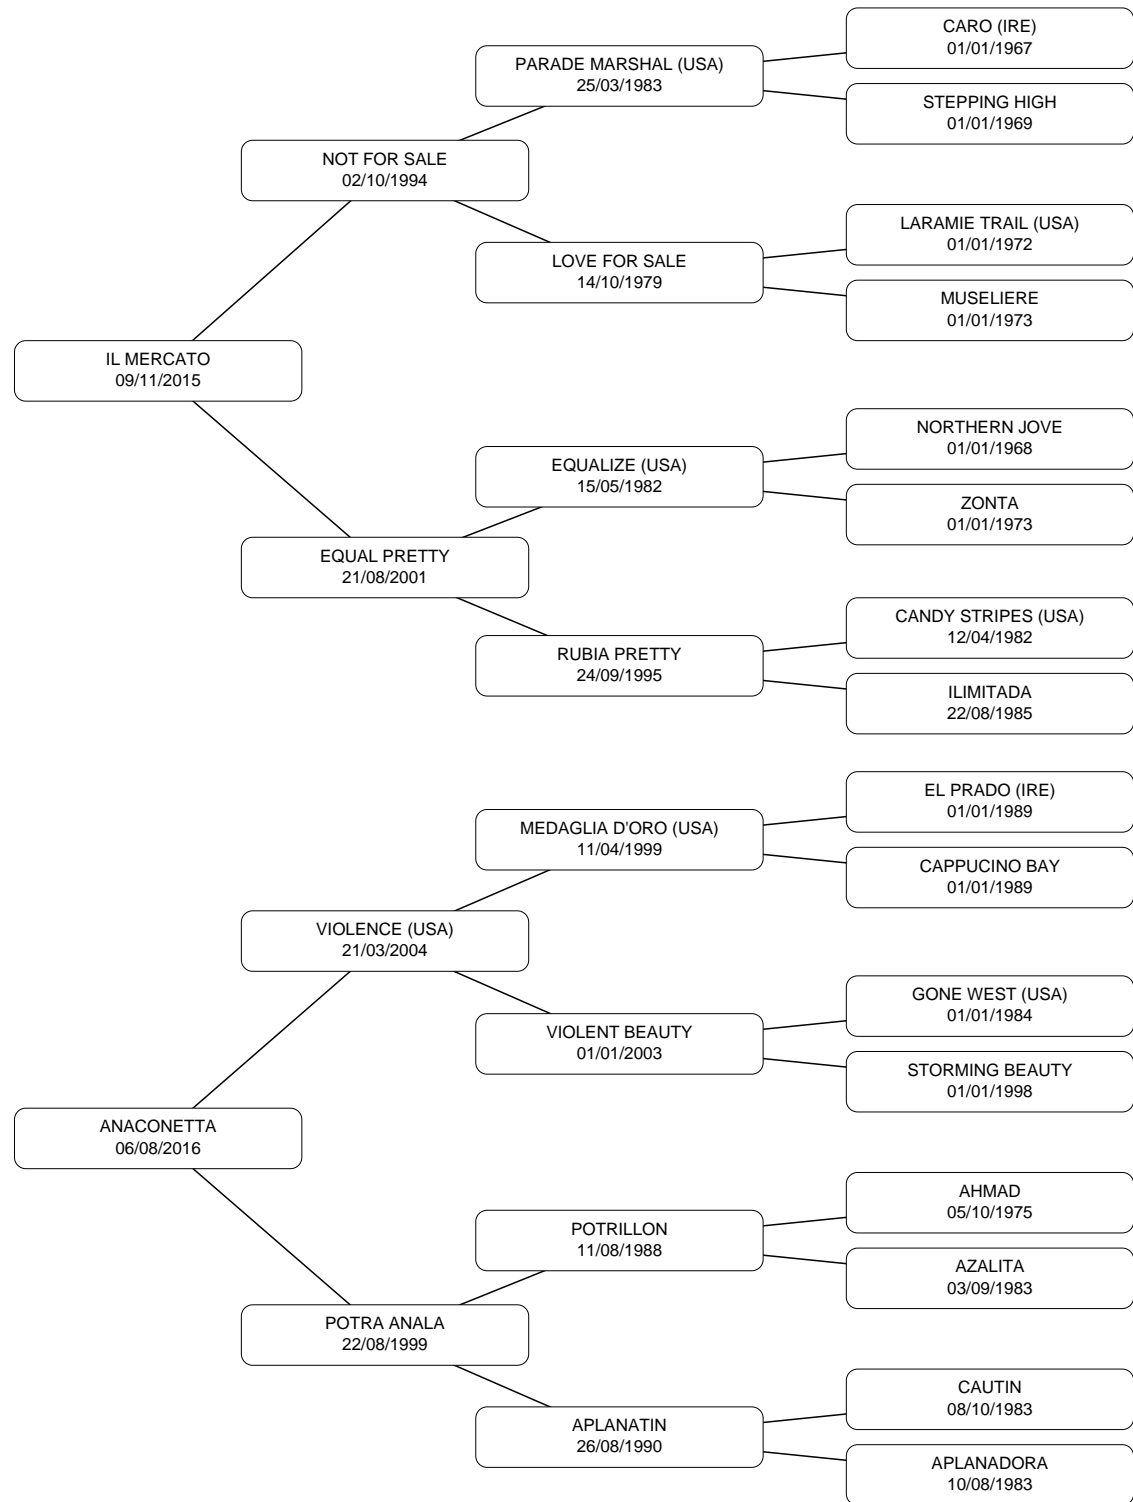 CARO (IRE)
01/01/1967
PARADE MARSHAL (USA)
25/03/1983
STEPPING HIGH
01/01/1969
NOT FOR SALE
02/10/1994
LARAMIE TRAIL (USA)
01/01/1972
LOVE FOR SALE
14/10/1979
MUSELIERE
01/01/1973
IL MERCATO
09/11/2015
NORTHERN JOVE
01/01/1968
EQUALIZE (USA)
15/05/1982
ZONTA
01/01/1973
EQUAL PRETTY
21/08/2001
CANDY STRIPES (USA)
12/04/1982
RUBIA PRETTY
24/09/1995
ILIMITADA
22/08/1985
EL PRADO (IRE)
01/01/1989
MEDAGLIA D'ORO (USA)
11/04/1999
CAPPUCINO BAY
01/01/1989
VIOLENCE (USA)
21/03/2004
GONE WEST (USA)
01/01/1984
VIOLENT BEAUTY
01/01/2003
STORMING BEAUTY
01/01/1998
ANACONETTA
06/08/2016
AHMAD
05/10/1975
POTRILLON
11/08/1988
AZALITA
03/09/1983
POTRA ANALA
22/08/1999
CAUTIN
08/10/1983
APLANATIN
26/08/1990
APLANADORA
10/08/1983